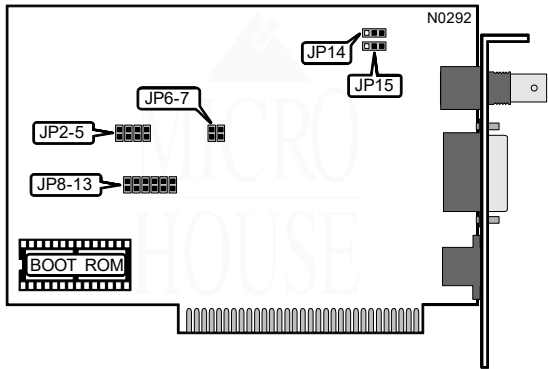 N0292
JP14
JP15
JP6-7
JP2-5
JP8-13
MICRO
HOUSE
BOOT ROM